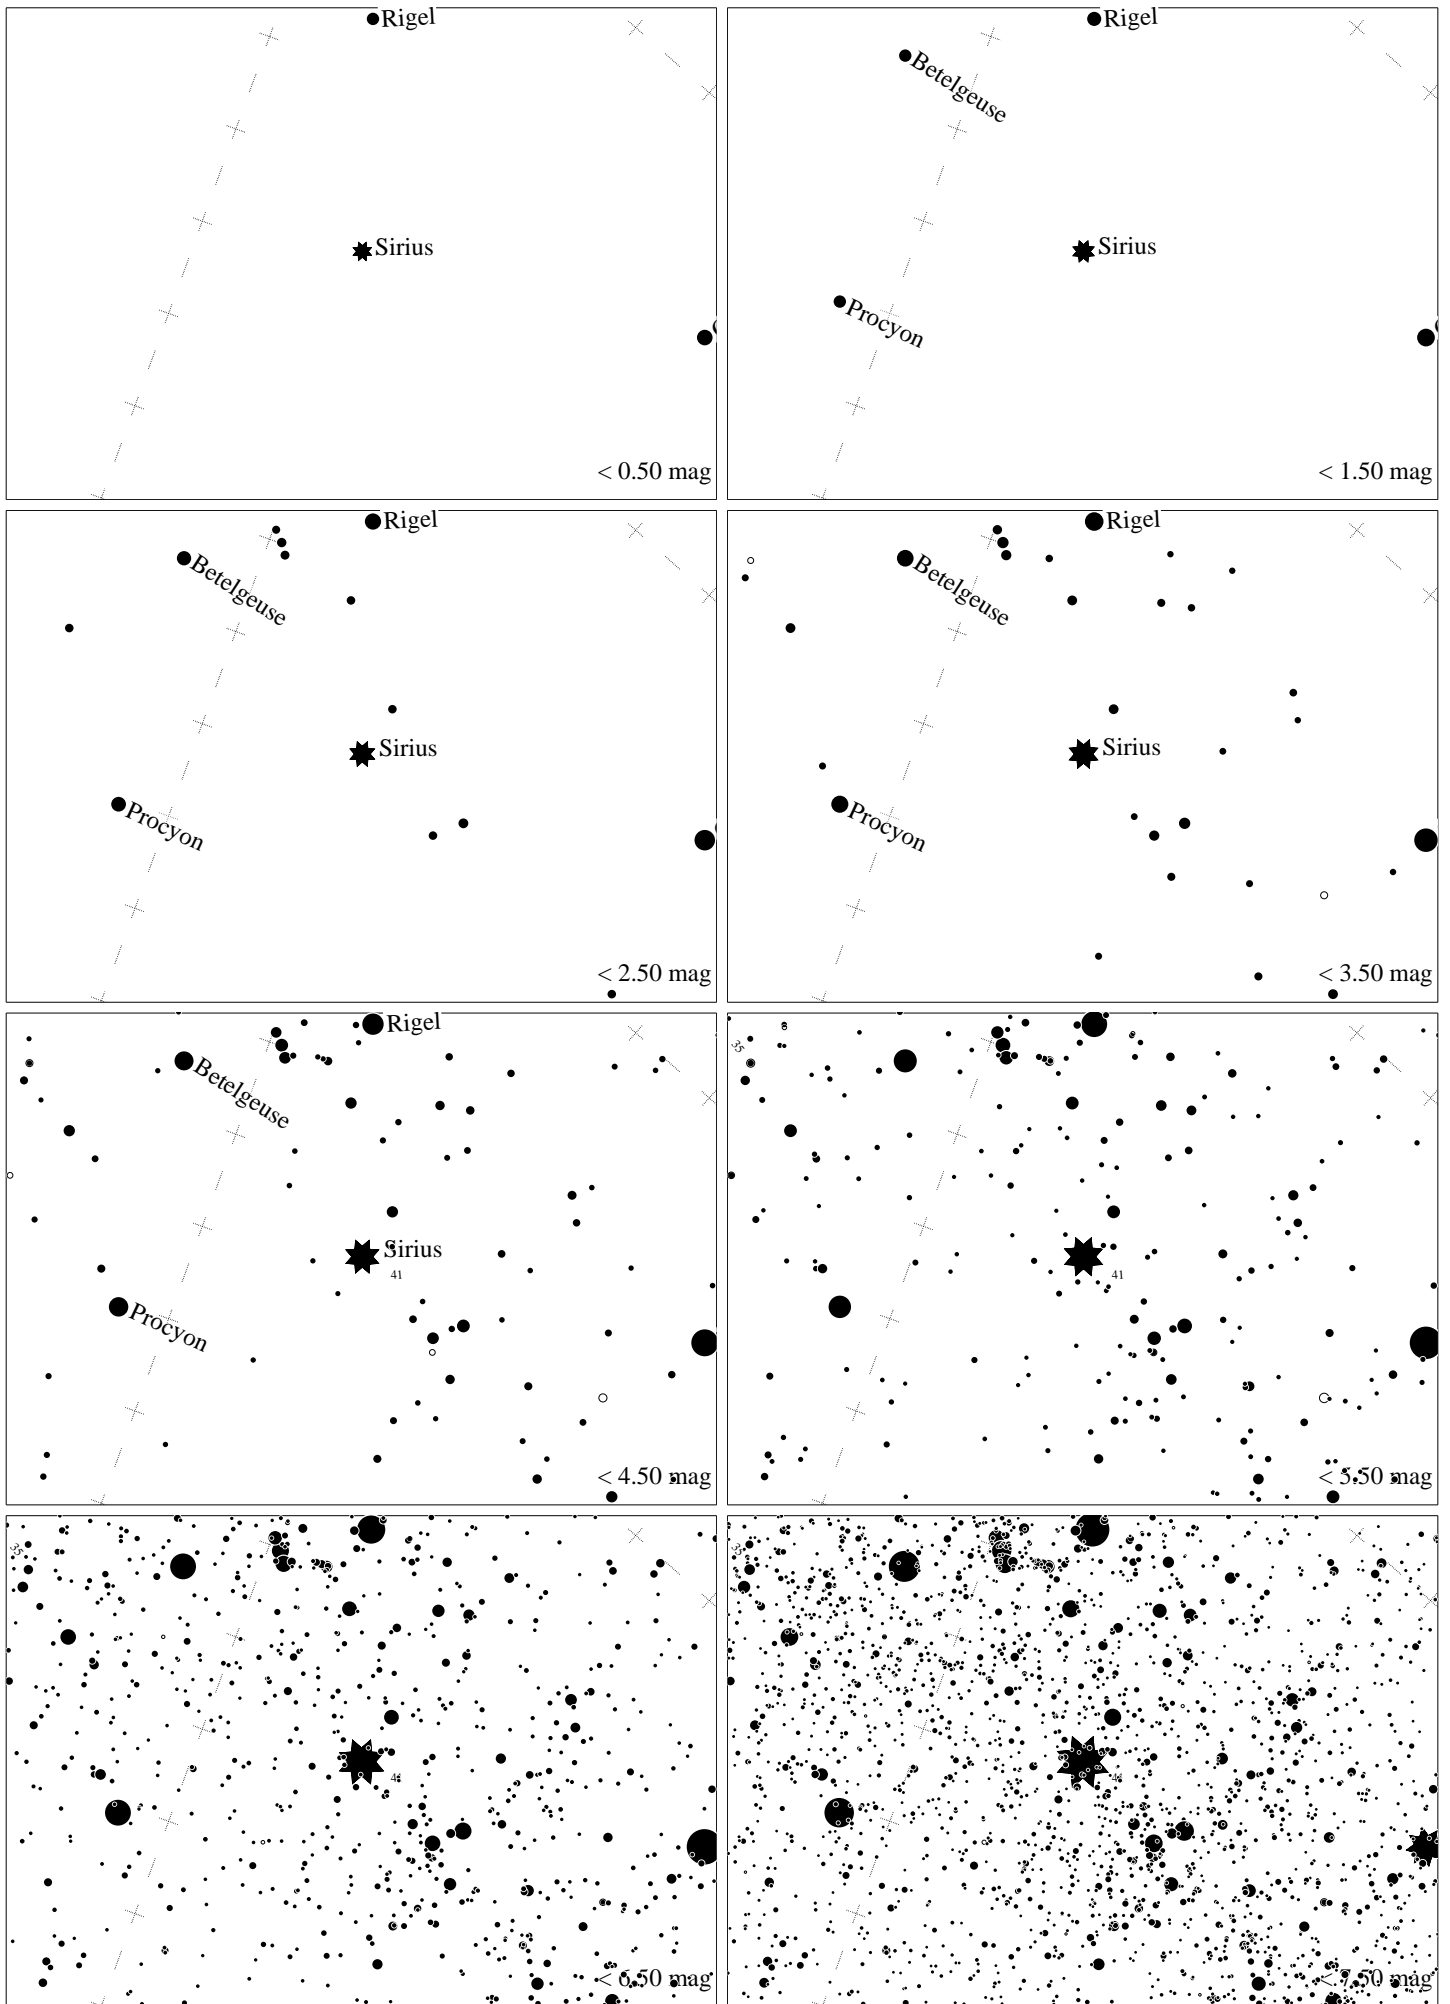 Rigel
Sirius
< 0.50 mag
Rigel
Betelgeuse
Sirius
Procyon
< 1.50 mag
Rigel
Betelgeuse
Sirius
Procyon
< 2.50 mag
Rigel
Betelgeuse
Sirius
Procyon
< 3.50 mag
Rigel
Betelgeuse
Sirius
41
Procyon
< 4.50 mag
35
41
< 5.50 mag
35
41
< 6.50 mag
35
41
< 7.50 mag